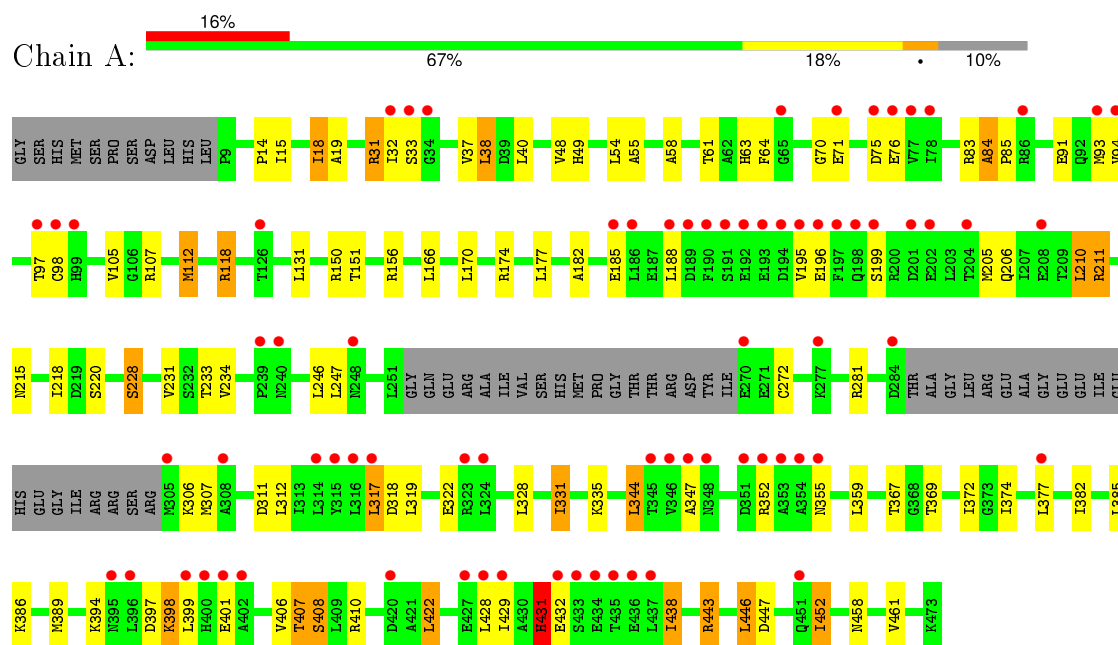 16%
Chain A:
67% 18% • 10%
GLY SER HIS MET SER PRO SER ASP LEU HIS LEU P9 P14 I15 I18 A19 R31 I32 S33 G34 V37 L38 D39 L40 V48 H49 L54 A55 A58 T61 A62 H63 F64 G65 G70 E71 D75 E76 V77 I78 R83 A84 P85 R86 E91 Q92 M93 V94
T97 C98 H99 V105 G106 R107 M112 R118 T126 L131 R150 T151 R156 L166 L170 R174 L177 A182 E185 L186 E187 L188 D189 F190 S191 E192 E193 D194 V195 E196 F197 Q198 S199 R200 D201 E202 L203 T204 M205 Q206 I207 E208 T209 L210 R211
N215 I218 D219 S220 S228 V231 S232 T233 V234 P239 N240 L246 L247 N248 L251 GLY GLN GLU ARG ALA ILE VAL SER HIS MET PRO GLY THR THR ARG ASP TYR ILE E270 E271 C272 K277 R281 D284 THR ALA GLY LEU ARG GLU ALA GLY GLU GLU ILE GLU
HIS GLU GLY ILE ARG ARG SER ARG M305 K306 M307 A308 D311 L312 I313 L314 Y315 L316 L317 D318 L319 E322 R323 L324 L328 I331 K335 L344 T345 V346 A347 N348 D351 R352 A353 A354 N355 L359 T367 G368 T369 I372 G373 I374 L377 I382 L385
K386 M389 K394 N395 L396 D397 K398 L399 H400 E401 A402 V406 T407 S408 L409 R410 D420 A421 L422 E427 L428 I429 A430 H431 E432 S433 E434 T435 E436 L437 I438 R443 L446 D447 Q451 I452 N458 V461 K473